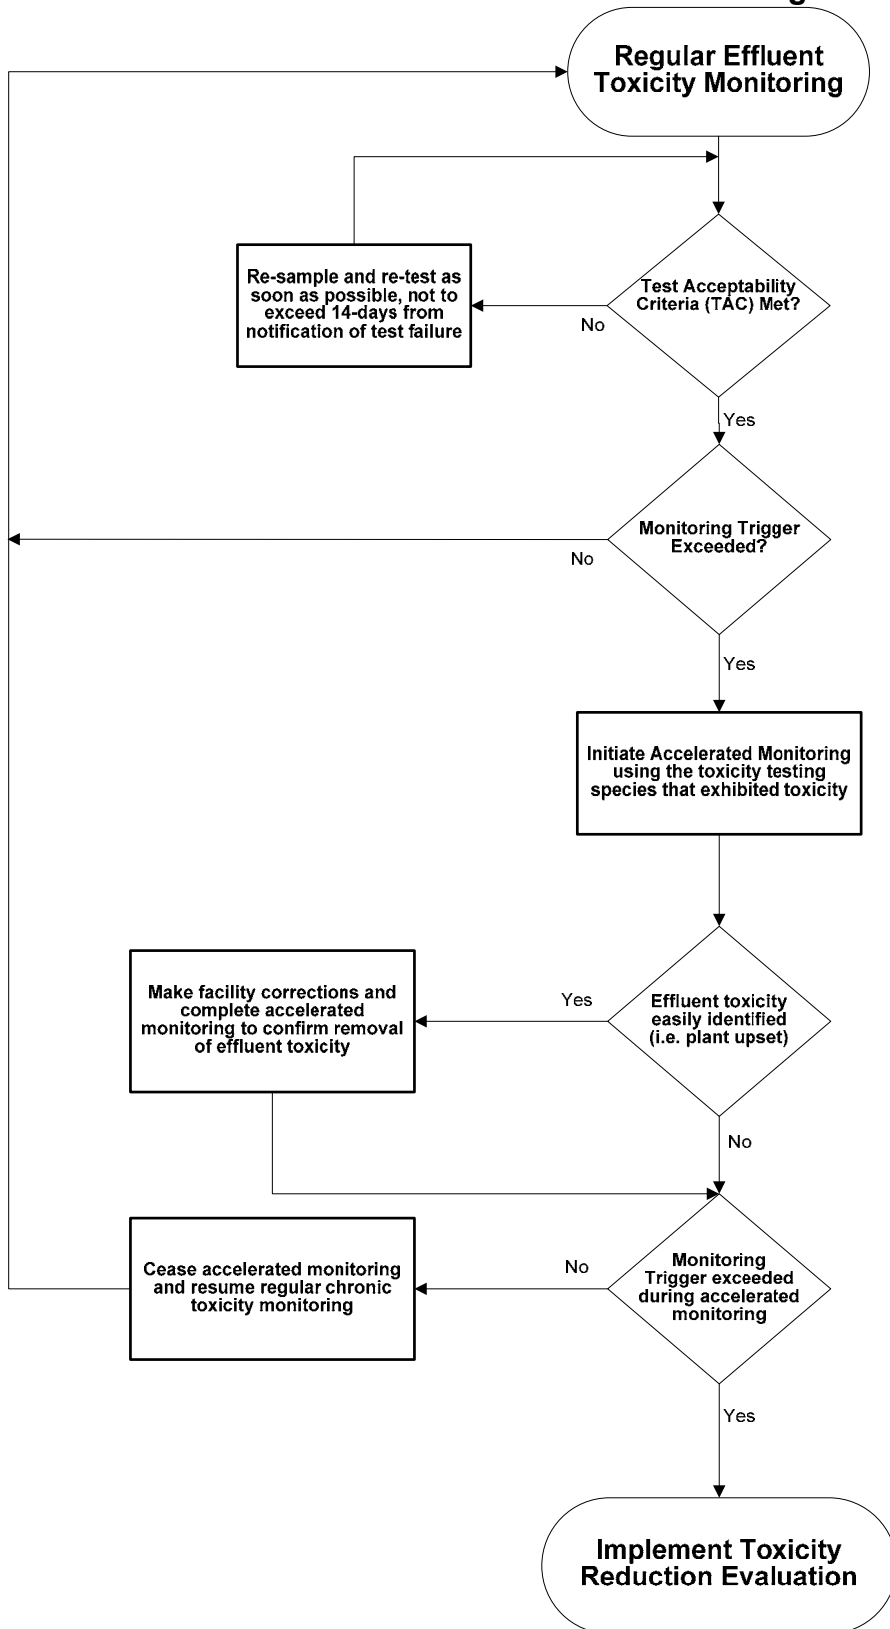 Regular Effluent
Toxicity Monitoring
Re-sample and re-test as
soon as possible, not to
exceed 14-days from
notification of test failure
Test Acceptability
Criteria (TAC) Met?
No
Yes
Monitoring Trigger
Exceeded?
No
Yes
Initiate Accelerated Monitoring
using the toxicity testing
species that exhibited toxicity
Make facility corrections and
complete accelerated
monitoring to confirm removal
of effluent toxicity
Yes
Effluent toxicity
easily identified
(i.e. plant upset)
No
Cease accelerated monitoring
and resume regular chronic
toxicity monitoring
No
Monitoring
Trigger exceeded
during accelerated
monitoring
Yes
Implement Toxicity
Reduction Evaluation